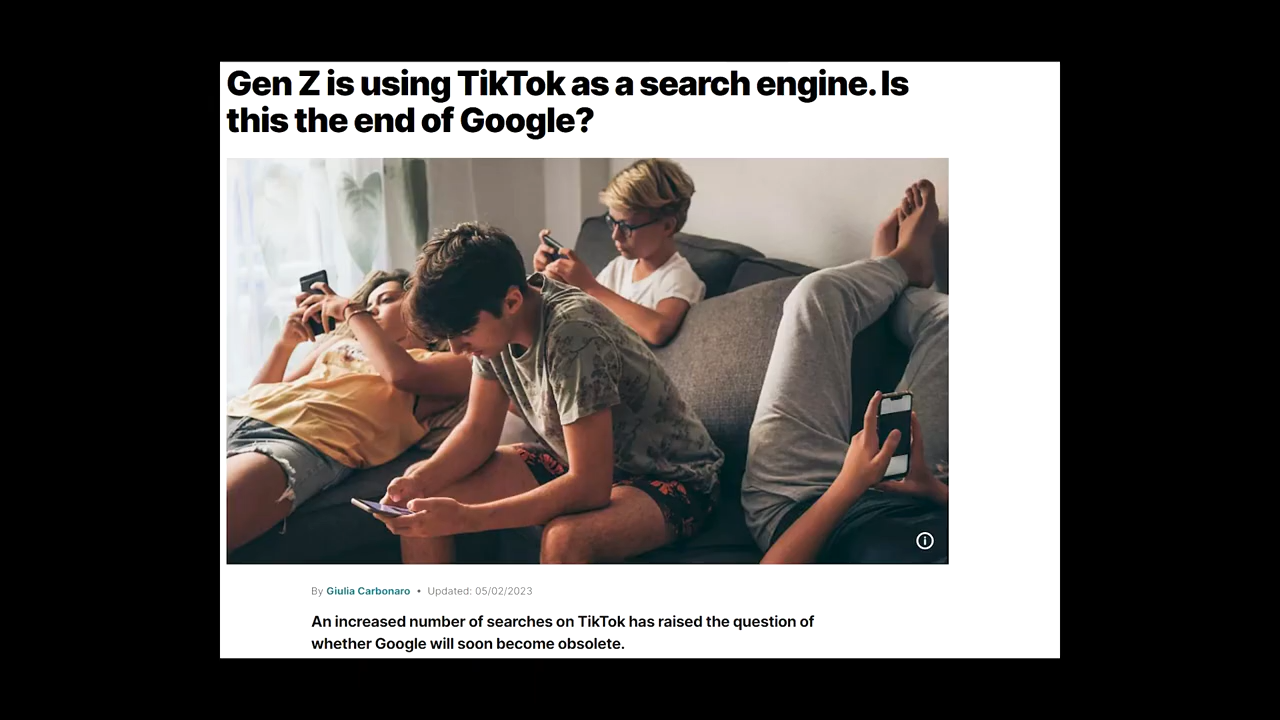 Gen Z is using TikTok as a search engine. Is
this the end of Google?
By Giulia Carbonaro • Updated: 05/02/2023
An increased number of searches on TikTok has raised the question of
whether Google will soon become obsolete.